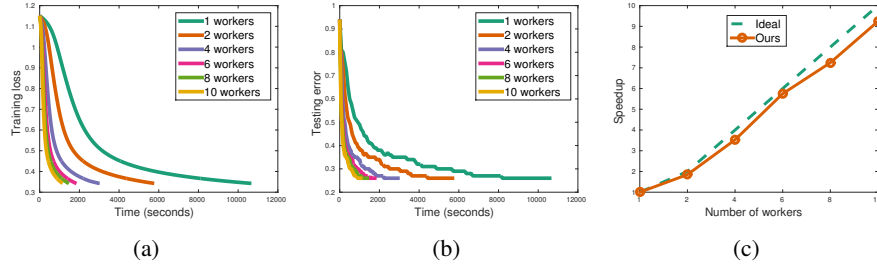 1.2
1.1
1
0.9
0.8
0.7
0.6
0.5
0.4
0.3
0
2000
4000
6000
8000
10000
12000
Training loss
Time (seconds)
1 workers
2 workers
4 workers
6 workers
8 workers
10 workers
(a)
1
0.9
0.8
0.7
0.6
0.5
0.4
0.3
0.2
0
2000
4000
6000
8000
10000
12000
Testing error
Time (seconds)
1 workers
2 workers
4 workers
6 workers
8 workers
10 workers
(b)
10
9
8
7
6
5
4
3
2
1
1
2
4
6
8
10
Speedup
Number of workers
Ideal
Ours
(c)